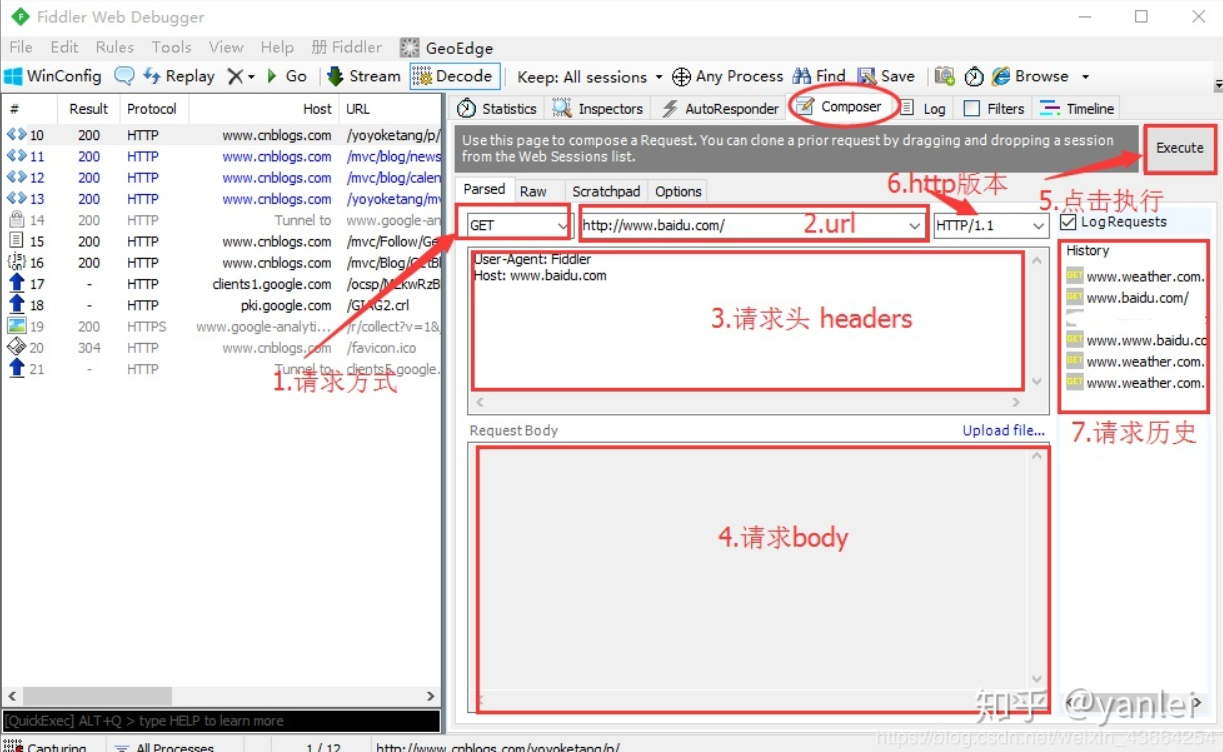 Fiddler Web Debugger
File Edit Rules Tools View Help 册 Fiddler GeoEdge
WinConfig Replay Go Stream Decode Keep: All sessions Any Process Find Save Browse
# Result Protocol Host URL
10 200 HTTP www.cnblogs.com /yoyoketang/p/
11 200 HTTP www.cnblogs.com /mvc/blog/news
12 200 HTTP www.cnblogs.com /mvc/blog/calen
13 200 HTTP www.cnblogs.com /yoyoketang/mv
14 200 HTTP Tunnel to www.google-an
15 200 HTTP www.cnblogs.com /mvc/Follow/Ge
16 200 HTTP www.cnblogs.com /mvc/Blog/GetBl
17 - HTTP clients1.google.com
18 - HTTP pki.google.com /GIAG2.crl
19 200 HTTPS www.google-analyti... /r/collect?v=1&
20 304 HTTP www.cnblogs.com /favicon.ico
21 - HTTP Tunnel to clients5.google.
1.请求方式
[QuickExec] ALT+Q > type HELP to learn more
Statistics Inspectors AutoResponder Composer Log Filters Timeline
Use this page to compose a Request. You can clone a prior request by dragging and dropping a session
from the Web Sessions list.
Execute
6.http版本
5.点击执行
Parsed Raw Scratchpad Options
GET http://www.baidu.com/ 2.url HTTP/1.1
Log Requests
User-Agent: Fiddler
Host: www.baidu.com
3.请求头 headers
History
GET www.weather.com.
GET www.baidu.com/
GET www.www.baidu.co
GET www.weather.com.
GET www.weather.com.
7.请求历史
Request Body Upload file...
4.请求body
知乎 @yanlei
Capturing All Processes 1 / 12 http://www.cnblogs.com/yoyoketang/p/
https://blog.csdn.net/weixin_43664254